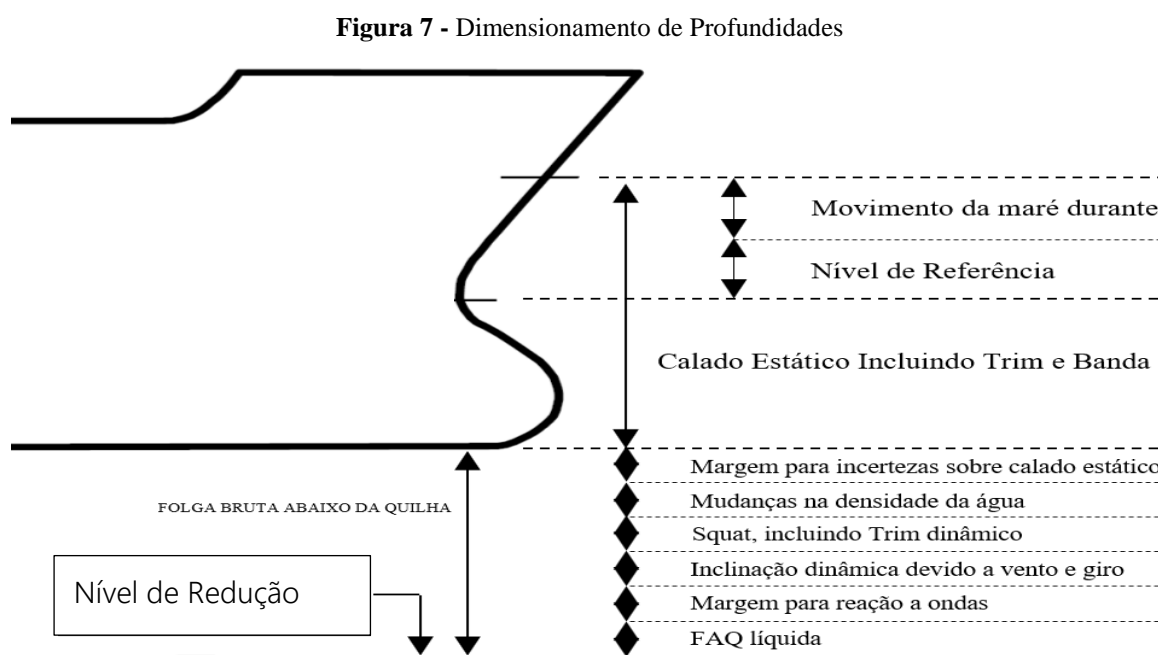 Figura 7 - Dimensionamento de Profundidades
Movimento da maré durante
Nível de Referência
Calado Estático Incluindo Trim e Banda
Margem para incertezas sobre calado estático
FOLGA BRUTA ABAIXO DA QUILHA
Mudanças na densidade da água
Squat, incluindo Trim dinâmico
Inclinação dinâmica devido a vento e giro
Nível de Redução
Margem para reação a ondas
FAQ líquida